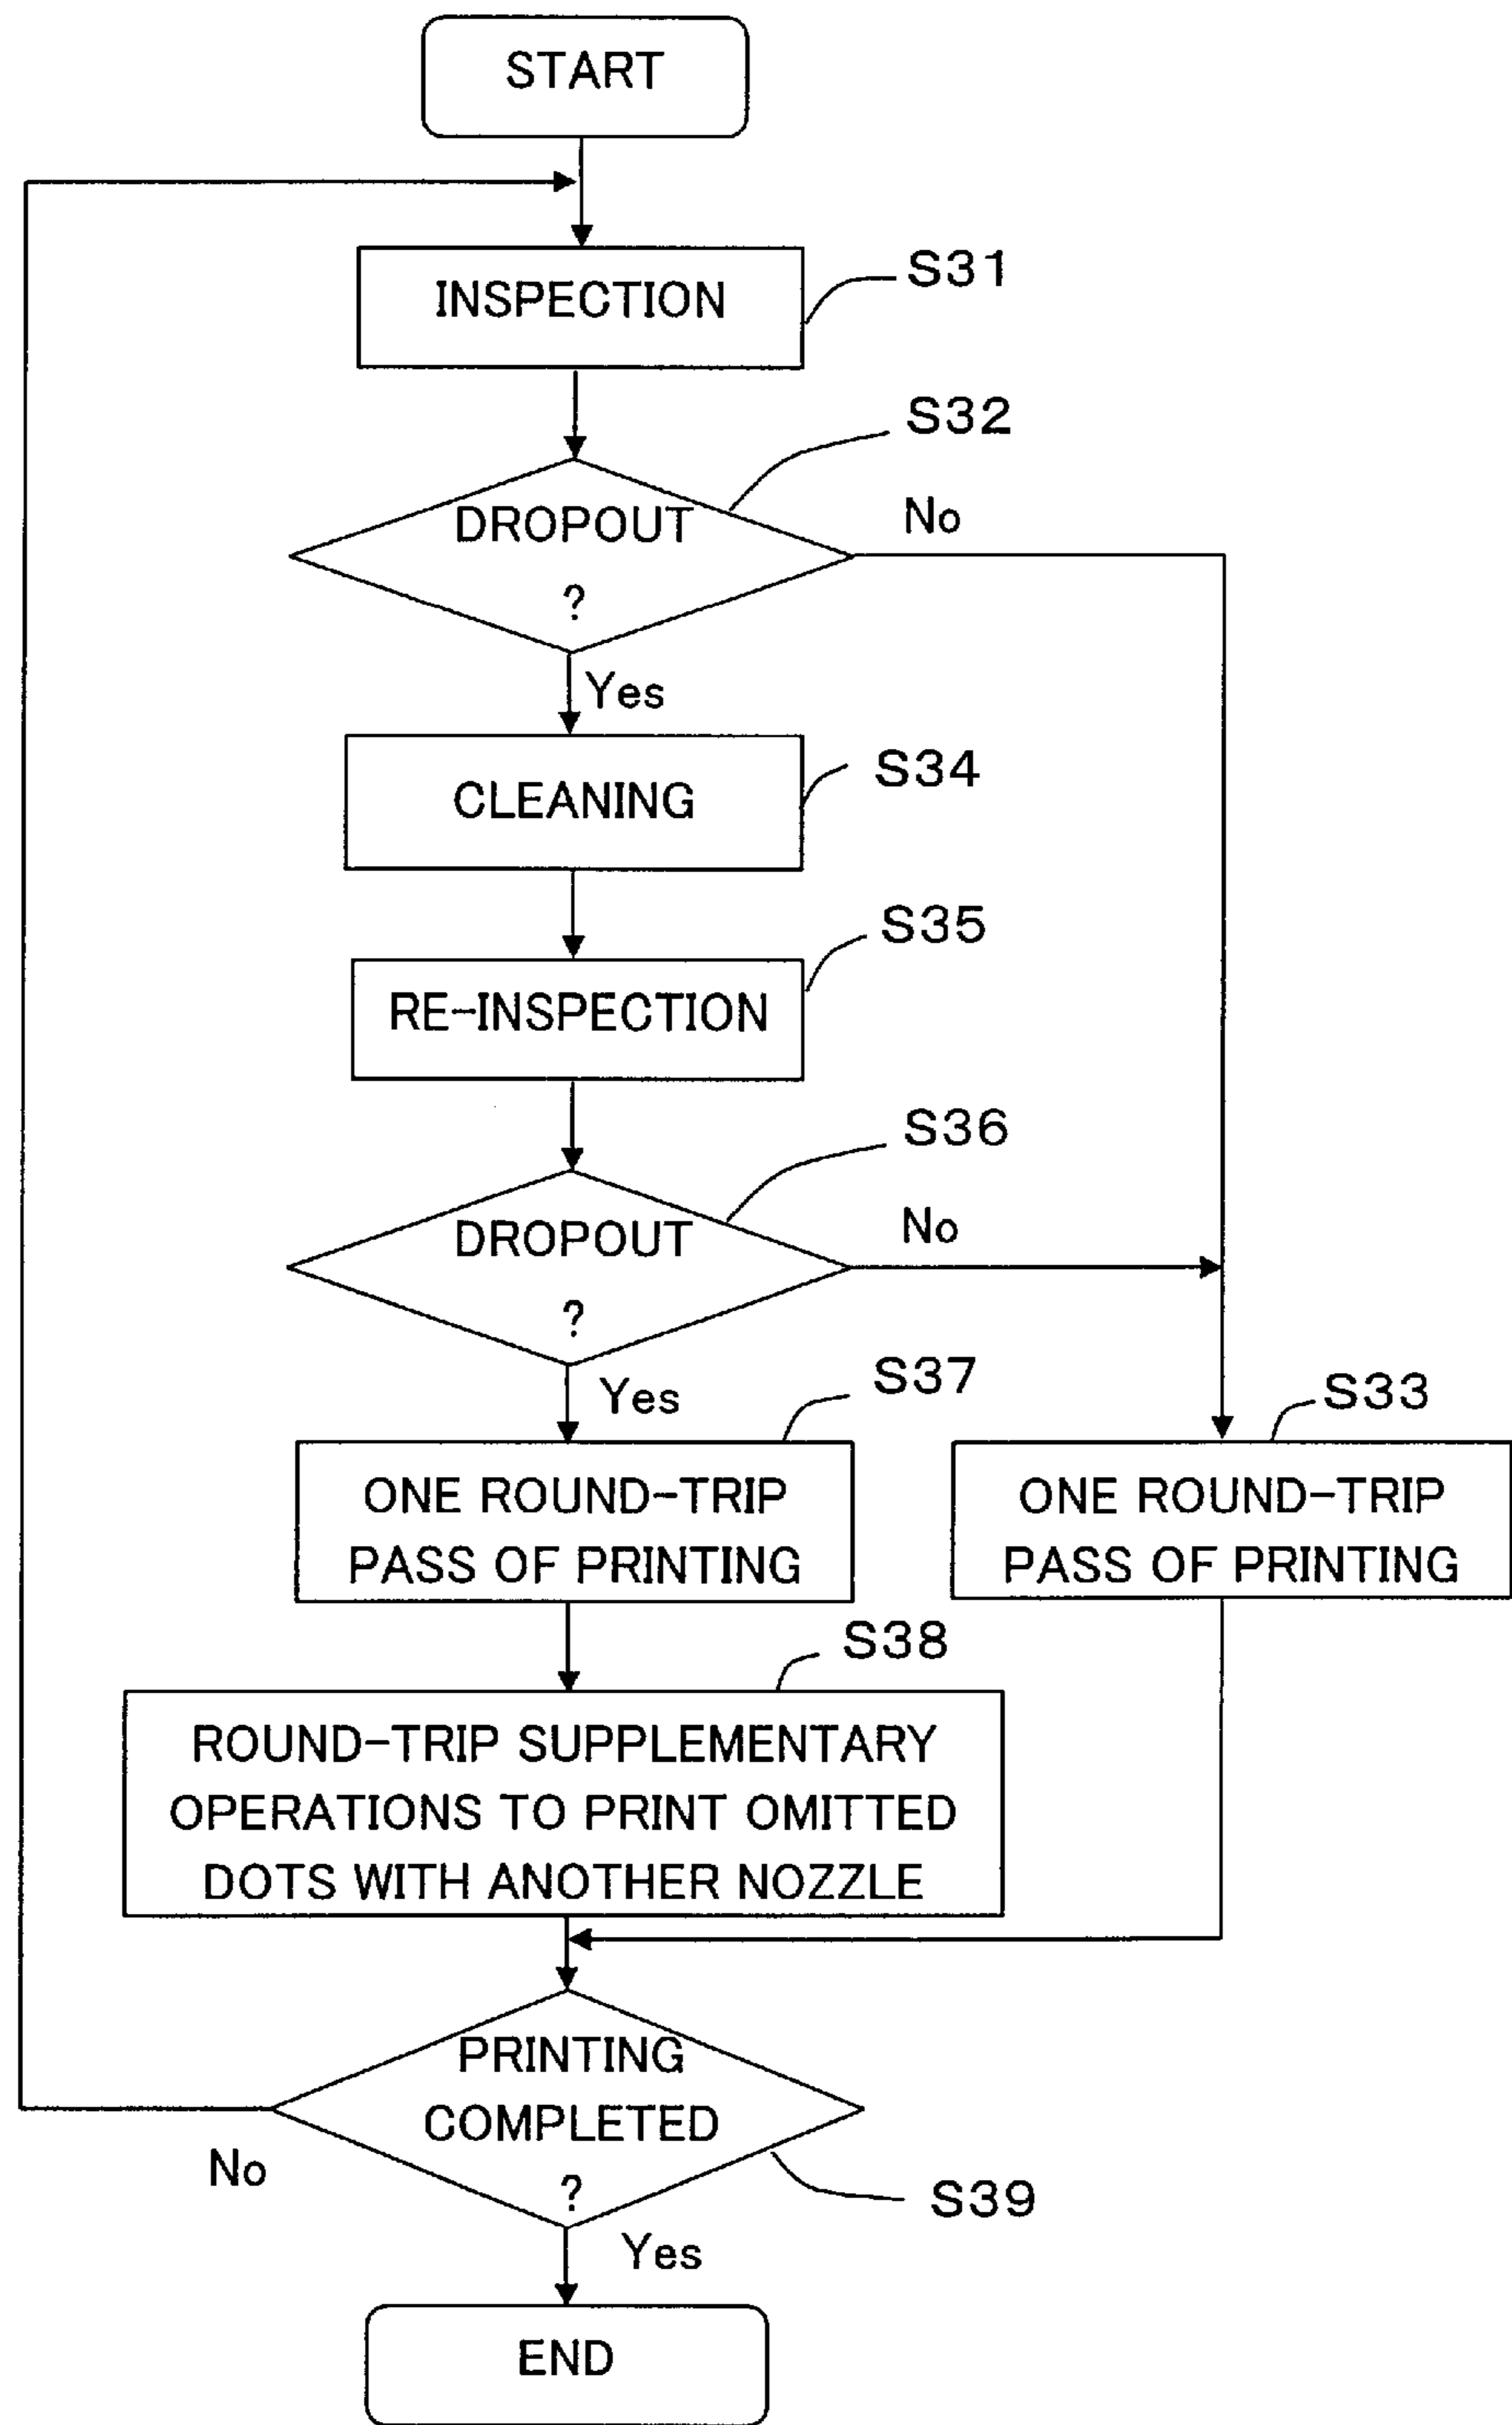 START
INSPECTION
S31
S32
DROPOUT
?
No
Yes
CLEANING
S34
S35
RE-INSPECTION
S36
DROPOUT
?
No
Yes
S37
S33
ONE ROUND-TRIP
PASS OF PRINTING
ONE ROUND-TRIP
PASS OF PRINTING
S38
ROUND-TRIP SUPPLEMENTARY
OPERATIONS TO PRINT OMITTED
DOTS WITH ANOTHER NOZZLE
PRINTING
COMPLETED
?
No
S39
Yes
END